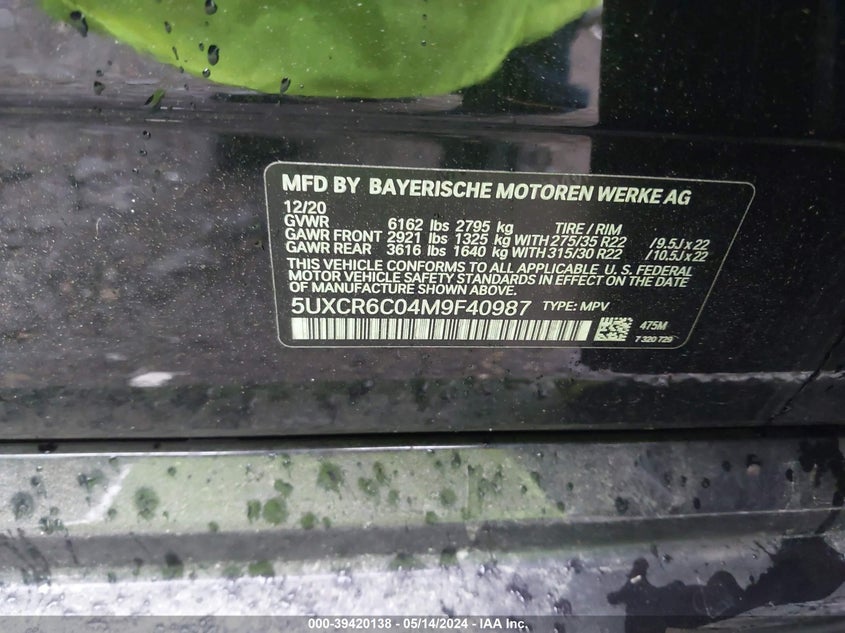 MFD BY BAYERISCHE MOTOREN WERKE AG
12/20
GVWR 6162 lbs 2795 kg TIRE / RIM
GAWR FRONT 2921 lbs 1325 kg WITH 275/35 R22 /9.5J x 22
GAWR REAR 3616 lbs 1640 kg WITH 315/30 R22 /10.5J x 22
THIS VEHICLE CONFORMS TO ALL APPLICABLE U. S. FEDERAL
MOTOR VEHICLE SAFETY STANDARDS IN EFFECT ON THE DATE
OF MANUFACTURE SHOWN ABOVE.
5UXCR6C04M9F40987 TYPE: MPV
475M
7 320 729
000-39420138 - 05/14/2024 - IAA Inc.